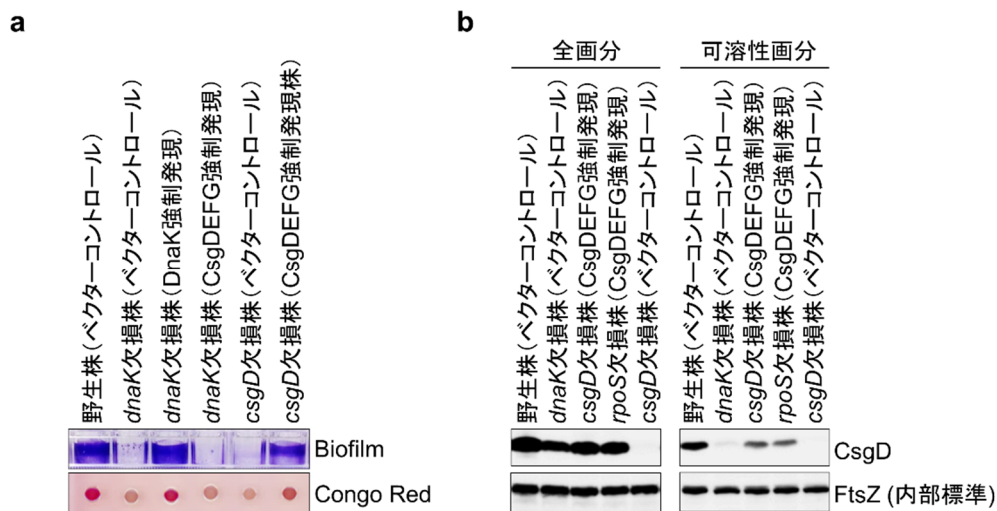 a
野生株(ベクターコントロール)
dnaK欠損株(ベクターコントロール)
dnaK欠損株(DnaK強制発現)
dnaK欠損株(CsgDEFG強制発現)
csgD欠損株(ベクターコントロール)
csgD欠損株(CsgDEFG強制発現株)
Biofilm
Congo Red
b
全画分
野生株(ベクターコントロール)
dnaK欠損株(ベクターコントロール)
csgD欠損株(CsgDEFG強制発現)
rpoS欠損株(CsgDEFG強制発現)
csgD欠損株(ベクターコントロール)
可溶性画分
野生株(ベクターコントロール)
dnaK欠損株(ベクターコントロール)
csgD欠損株(CsgDEFG強制発現)
rpoS欠損株(CsgDEFG強制発現)
csgD欠損株(ベクターコントロール)
CsgD
FtsZ (内部標準)